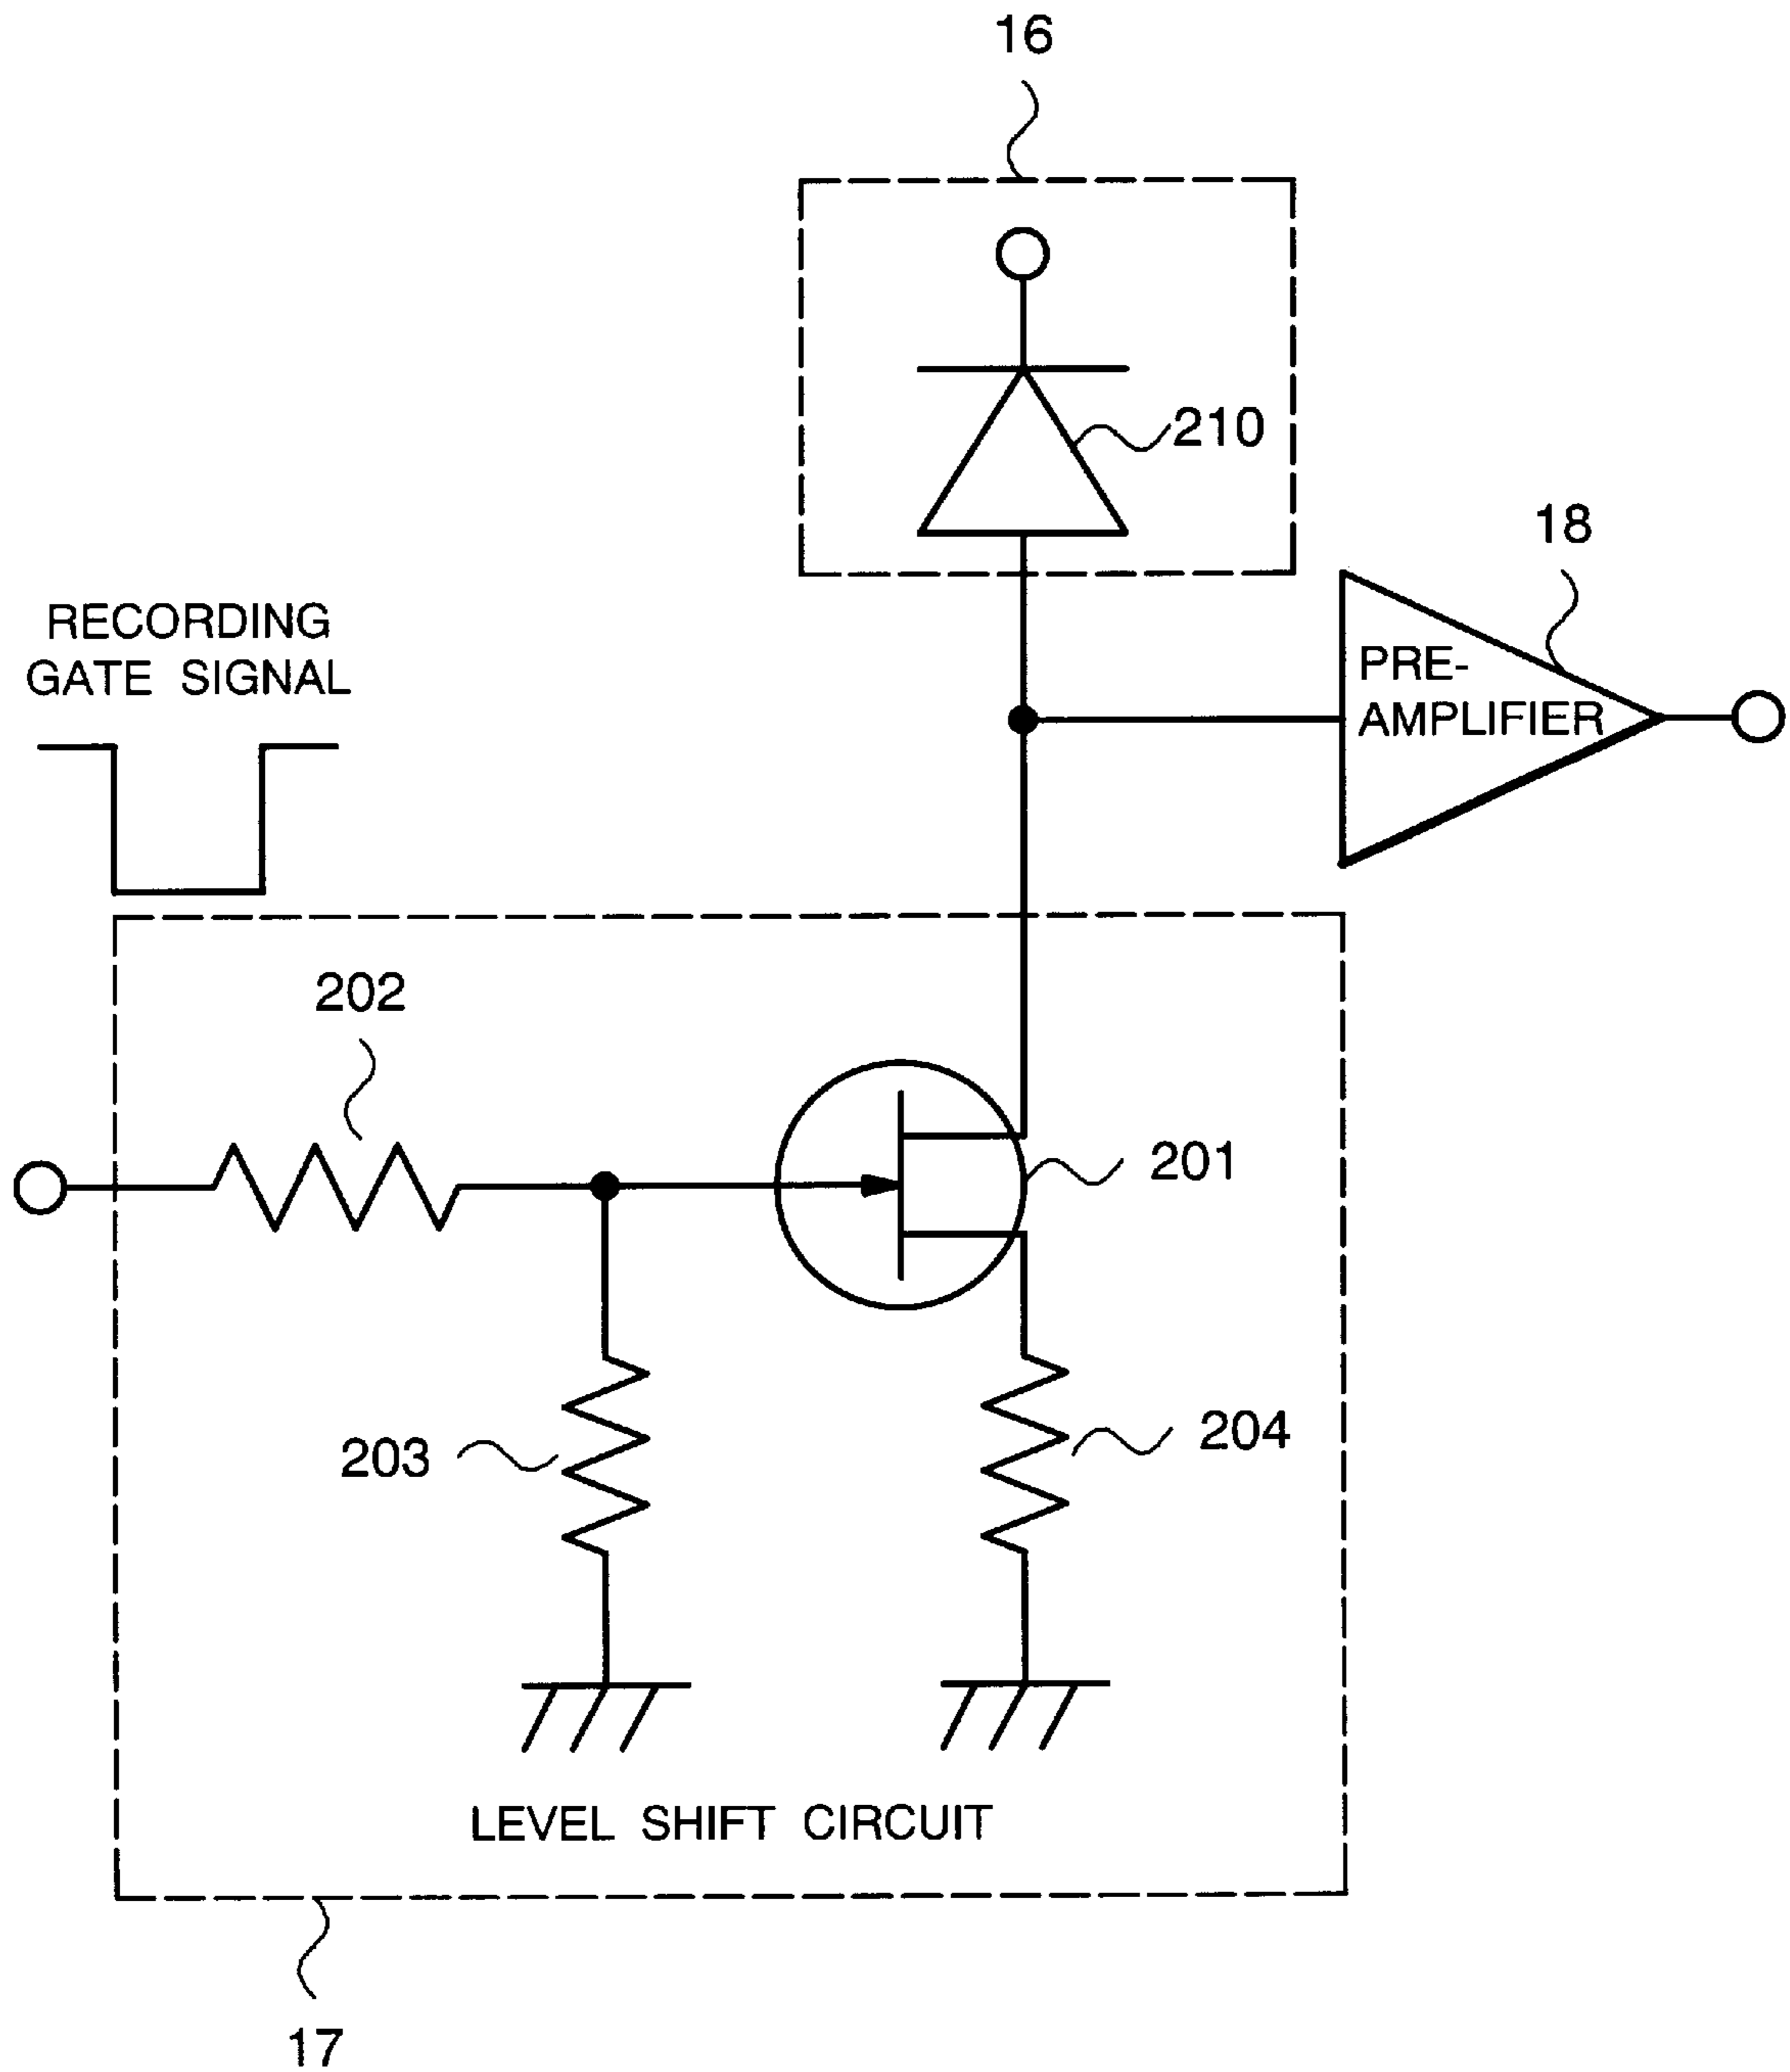 16
210
18
RECORDING
GATE SIGNAL
PRE-
AMPLIFIER
202
201
203
204
LEVEL SHIFT CIRCUIT
17